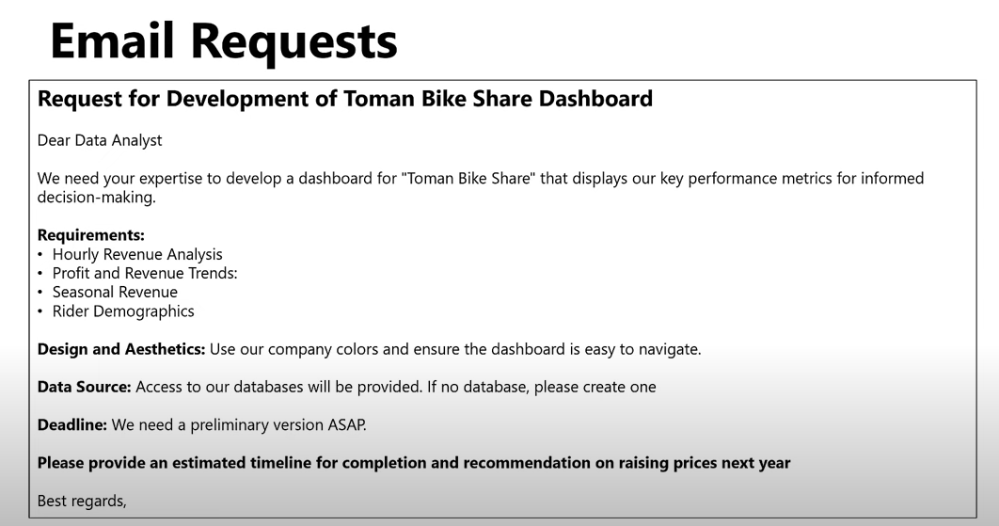 Email Requests
Request for Development of Toman Bike Share Dashboard
Dear Data Analyst
We need your expertise to develop a dashboard for "Toman Bike Share" that displays our key performance metrics for informed
decision-making.
Requirements:
• Hourly Revenue Analysis
• Profit and Revenue Trends:
• Seasonal Revenue
• Rider Demographics
Design and Aesthetics: Use our company colors and ensure the dashboard is easy to navigate.
Data Source: Access to our databases will be provided. If no database, please create one
Deadline: We need a preliminary version ASAP.
Please provide an estimated timeline for completion and recommendation on raising prices next year
Best regards,